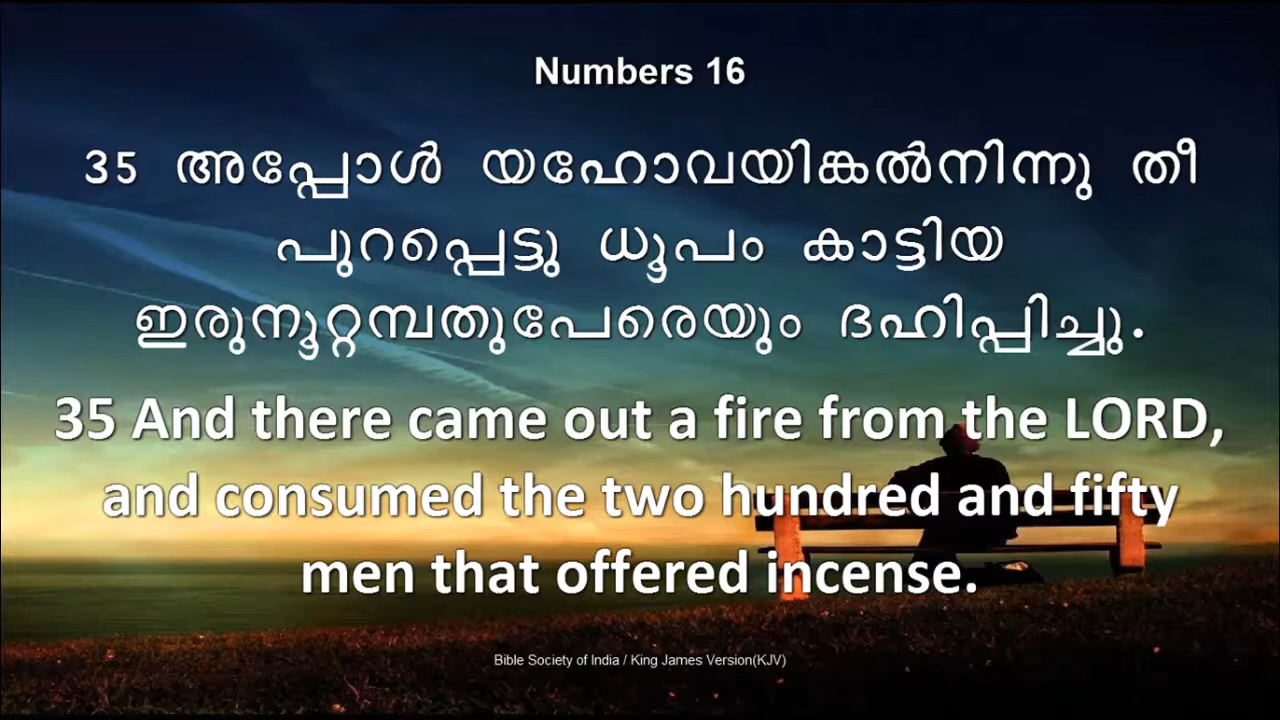 Numbers 16
35 അപ്പോൾ യഹോവയിങ്കൽനിന്നു തീ
പുറപ്പെട്ടു ധൂപം കാട്ടിയ
ഇരുനൂറ്റമ്പതുപേരെയും ദഹിപ്പിച്ചു.
35 And there came out a fire from the LORD,
and consumed the two hundred and fifty
men that offered incense.
Bible Society of India / King James Version(KJV)